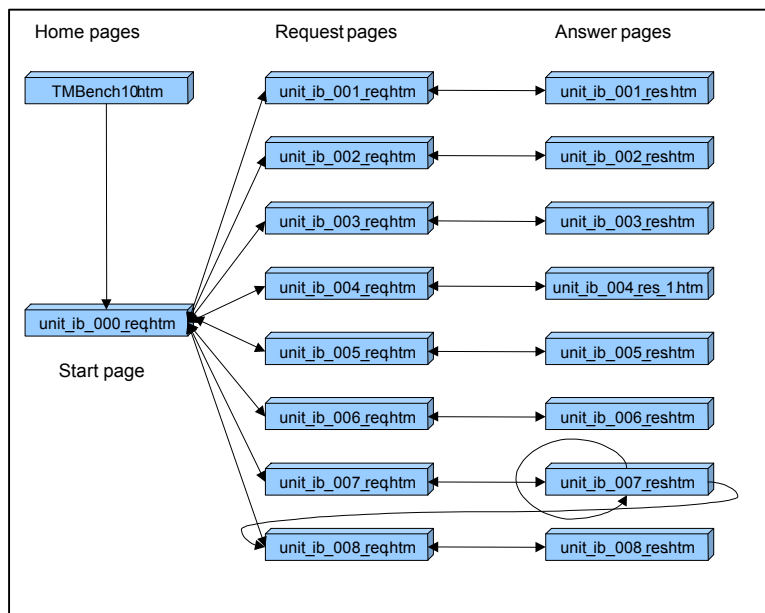 Home pages
Request pages
Answer pages
TMBench10.htm
unit_ib_001_req.htm
unit_ib_001_res.htm
unit_ib_002_req.htm
unit_ib_002_res.htm
unit_ib_003_req.htm
unit_ib_003_res.htm
unit_ib_004_req.htm
unit_ib_004_res_1.htm
unit_ib_000_req.htm
unit_ib_005_req.htm
unit_ib_005_res.htm
Start page
unit_ib_006_req.htm
unit_ib_006_res.htm
unit_ib_007_req.htm
unit_ib_007_res.htm
unit_ib_008_req.htm
unit_ib_008_res.htm